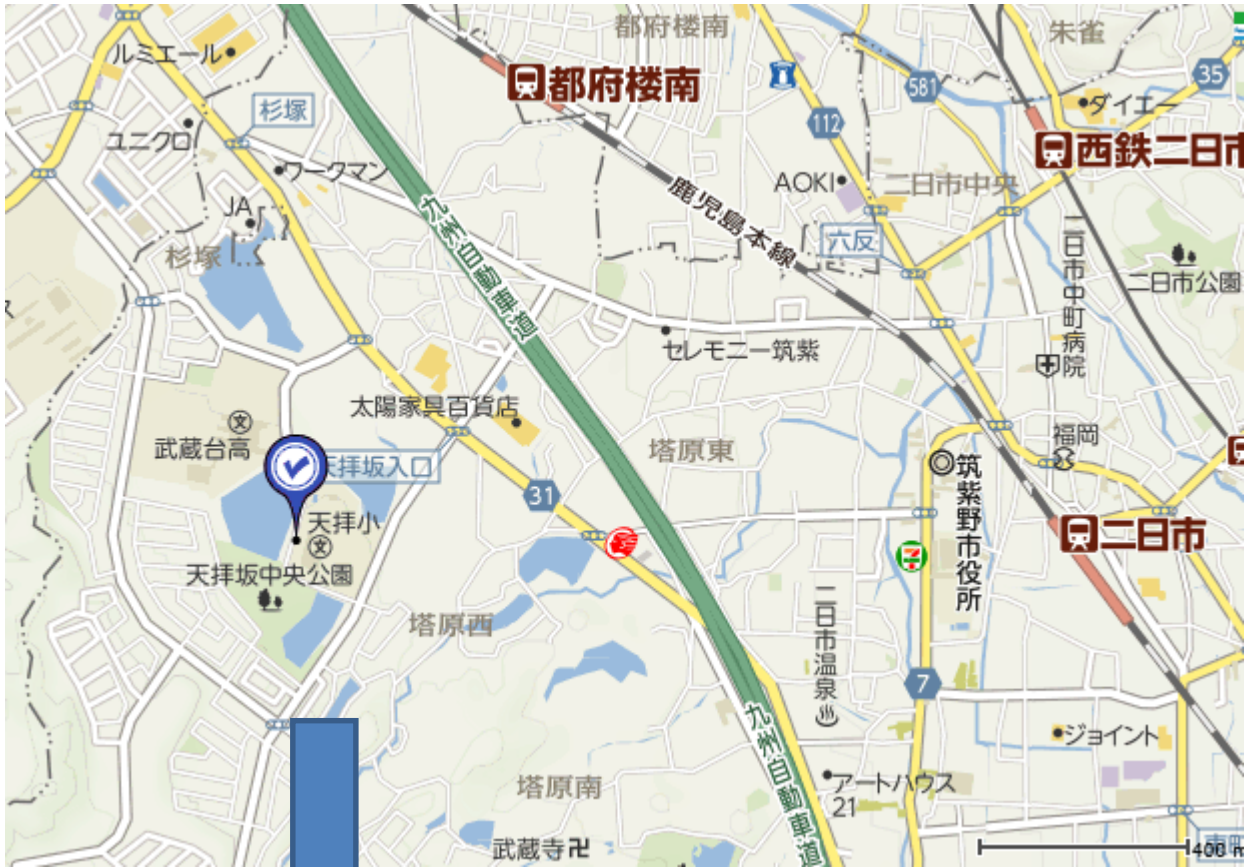 都府楼南
朱雀
ルミエール
都府楼南
581
35
ダイエー
杉塚
112
ユニクロ
ワークマン
西鉄二日市
AOKI
二日市中央
鹿児島本線
JA
九州自動車道
六反
杉塚
二日市中町病院
二日市公園
セレモニー筑紫
太陽家具百貨店
武蔵台高
文
天拝坂入口
塔原東
福岡
筑紫野市役所
31
天拝小
文
二日市
7
天拝坂中央公園
塔原西
二日市温泉
7
九州自動車道
ジョイント
塔原南
アートハウス
21
武蔵寺卍
400 m